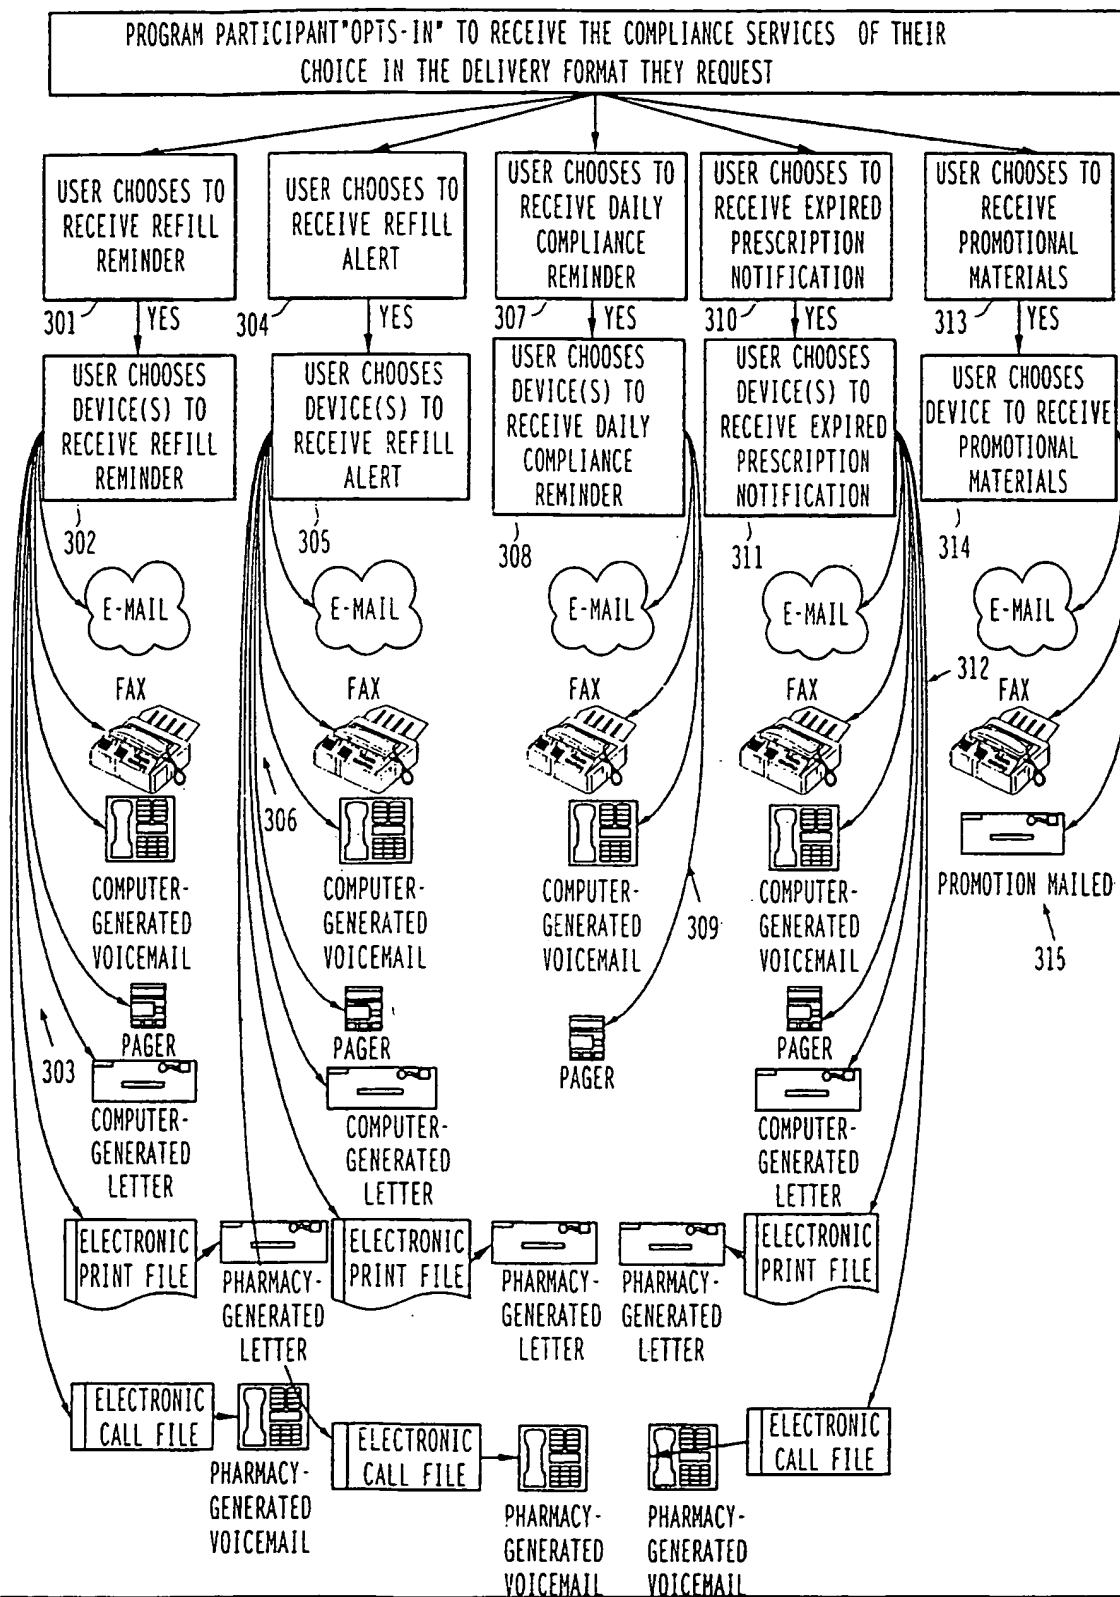 PROGRAM PARTICIPANT"OPTS-IN" TO RECEIVE THE COMPLIANCE SERVICES OF THEIR
CHOICE IN THE DELIVERY FORMAT THEY REQUEST
USER CHOOSES TO
RECEIVE REFILL
REMINDER
301
YES
USER CHOOSES
DEVICE(S) TO
RECEIVE REFILL
REMINDER
302
E-MAIL
FAX
COMPUTER-
GENERATED
VOICEMAIL
303
PAGER
COMPUTER-
GENERATED
LETTER
ELECTRONIC
PRINT FILE
PHARMACY-
GENERATED
LETTER
ELECTRONIC
CALL FILE
PHARMACY-
GENERATED
VOICEMAIL
USER CHOOSES TO
RECEIVE REFILL
ALERT
304
YES
USER CHOOSES
DEVICE(S) TO
RECEIVE REFILL
ALERT
305
E-MAIL
FAX
306
COMPUTER-
GENERATED
VOICEMAIL
PAGER
COMPUTER-
GENERATED
LETTER
ELECTRONIC
PRINT FILE
PHARMACY-
GENERATED
LETTER
ELECTRONIC
CALL FILE
PHARMACY-
GENERATED
VOICEMAIL
USER CHOOSES TO
RECEIVE DAILY
COMPLIANCE
REMINDER
307
YES
USER CHOOSES
DEVICE(S) TO
RECEIVE DAILY
COMPLIANCE
REMINDER
308
E-MAIL
FAX
COMPUTER-
GENERATED
VOICEMAIL
309
PAGER
USER CHOOSES TO
RECEIVE EXPIRED
PRESCRIPTION
NOTIFICATION
310
YES
USER CHOOSES
DEVICE(S) TO
RECEIVE EXPIRED
PRESCRIPTION
NOTIFICATION
311
E-MAIL
312
FAX
COMPUTER-
GENERATED
VOICEMAIL
PAGER
COMPUTER-
GENERATED
LETTER
ELECTRONIC
PRINT FILE
PHARMACY-
GENERATED
LETTER
ELECTRONIC
CALL FILE
PHARMACY-
GENERATED
VOICEMAIL
USER CHOOSES TO
RECEIVE
PROMOTIONAL
MATERIALS
313
YES
USER CHOOSES
DEVICE TO RECEIVE
PROMOTIONAL
MATERIALS
314
E-MAIL
FAX
PROMOTION MAILED
315